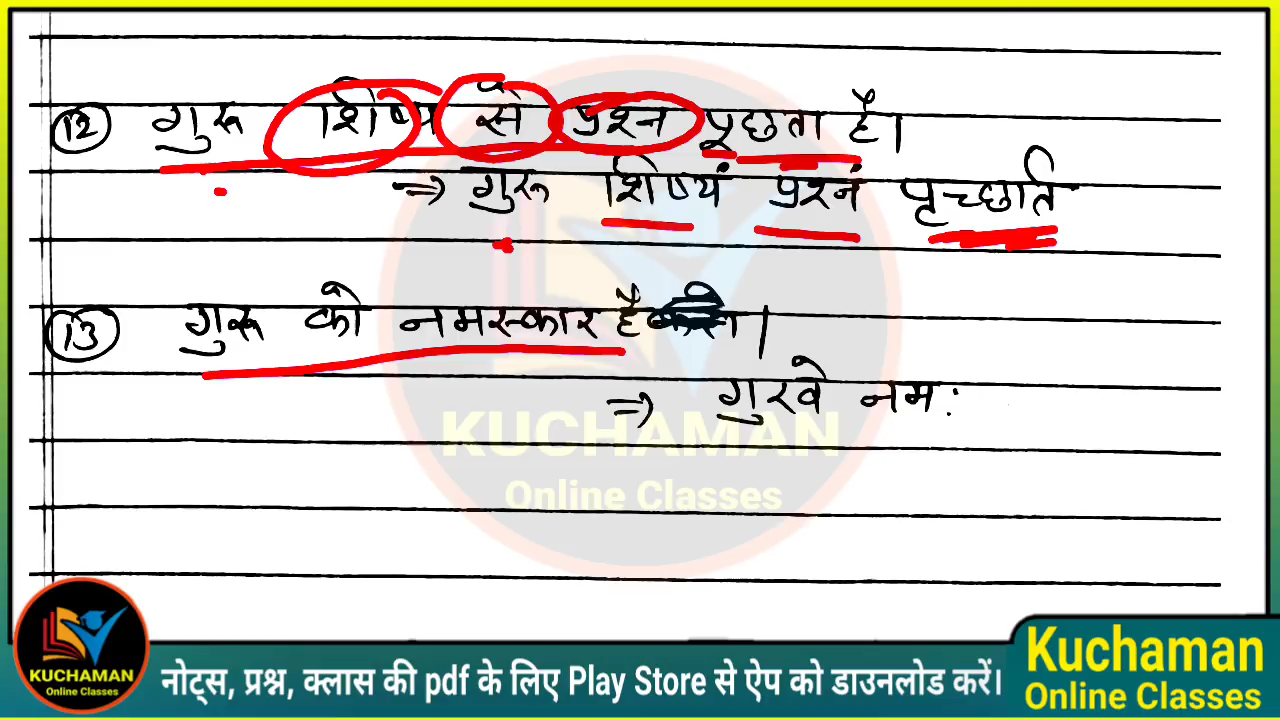 12 गुरू शिष्य से प्रश्न पूछता है।
⇒ गुरू शिष्यं प्रश्नं पृच्छति
13 गुरू को नमस्कार है ।
⇒ गुरवे नमः
KUCHAMAN
Online Classes
KUCHAMAN
Online Classes
नोट्स, प्रश्न, क्लास की pdf के लिए Play Store से ऐप को डाउनलोड करें।
Kuchaman
Online Classes